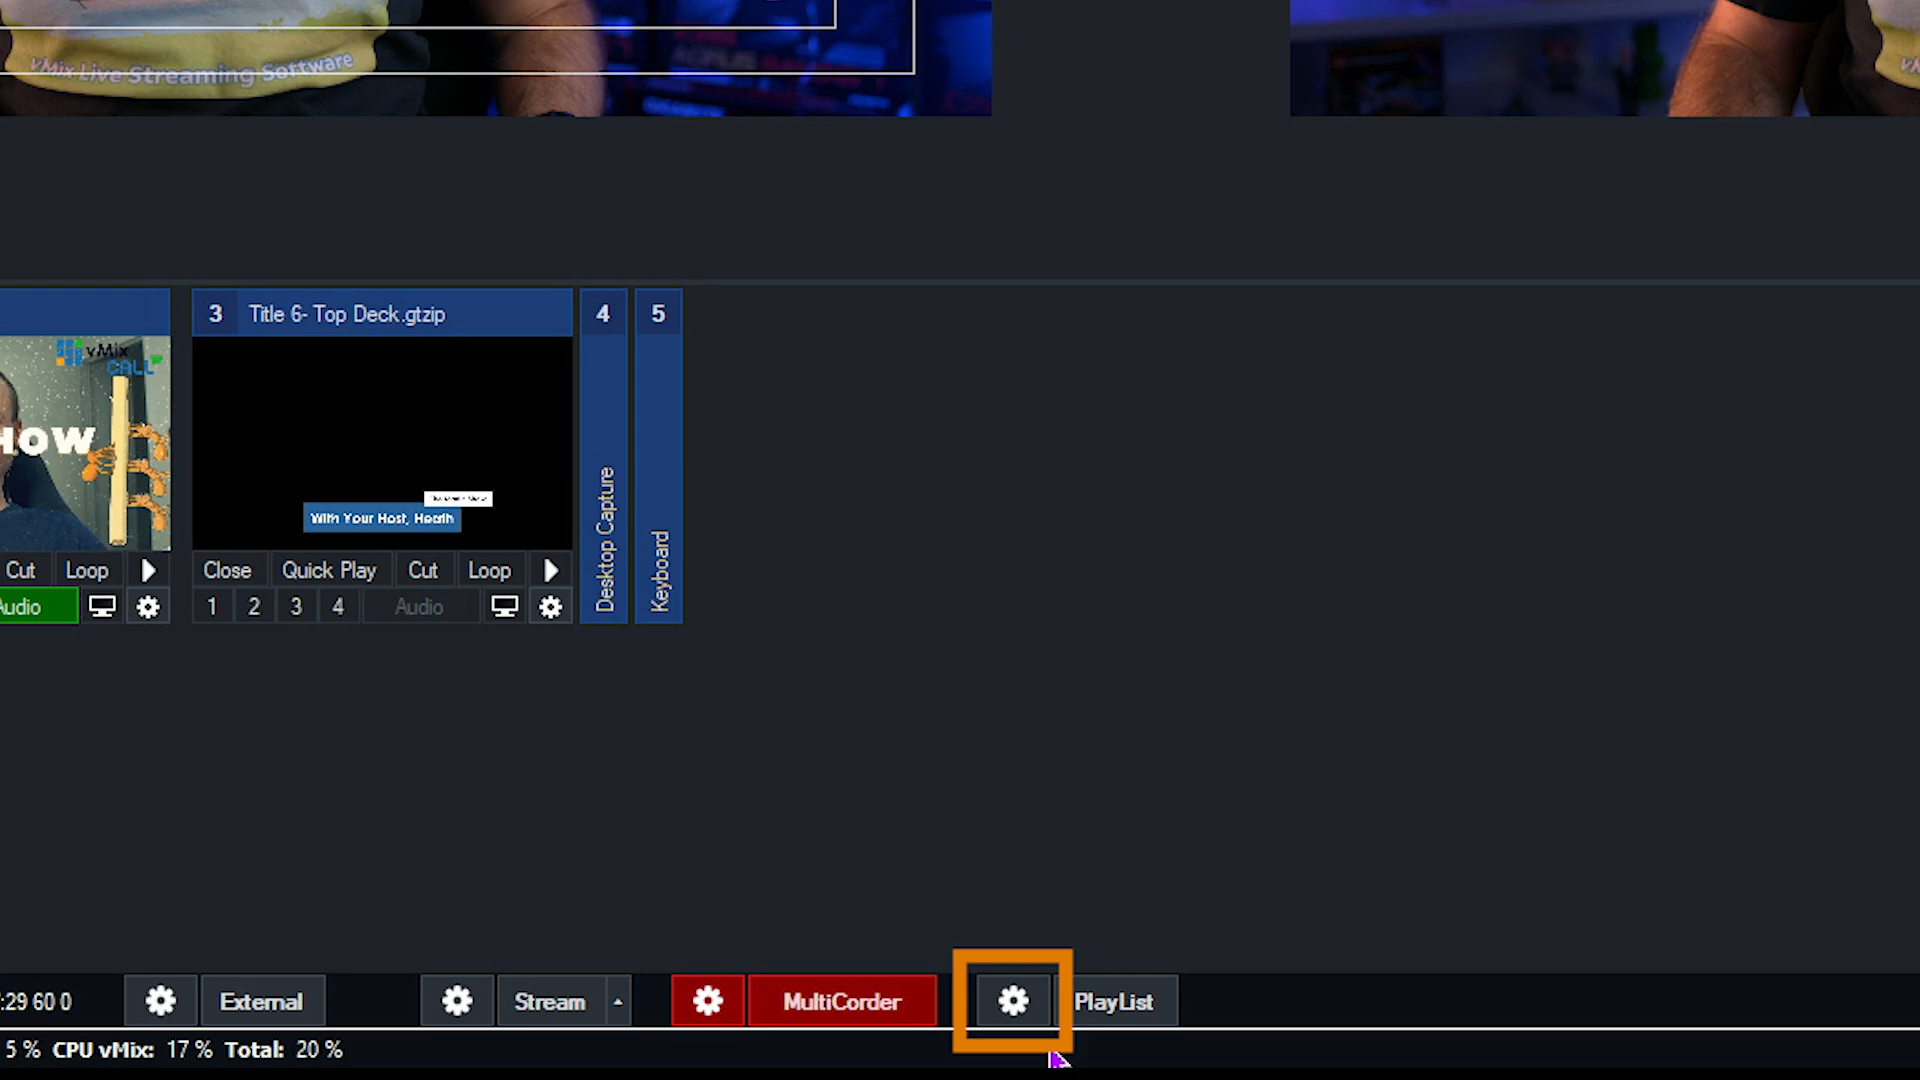 vMix Live Streaming Software
3 Title 6- Top Deck.gtzip
4
5
vMix
CALL
HOW
With Your Host, Heath
Desktop Capture
Keyboard
Cut Loop
Close Quick Play Cut Loop
Audio
1 2 3 4 Audio
:29 60 0
External
Stream
MultiCorder
PlayList
5 % CPU vMix: 17 % Total: 20 %